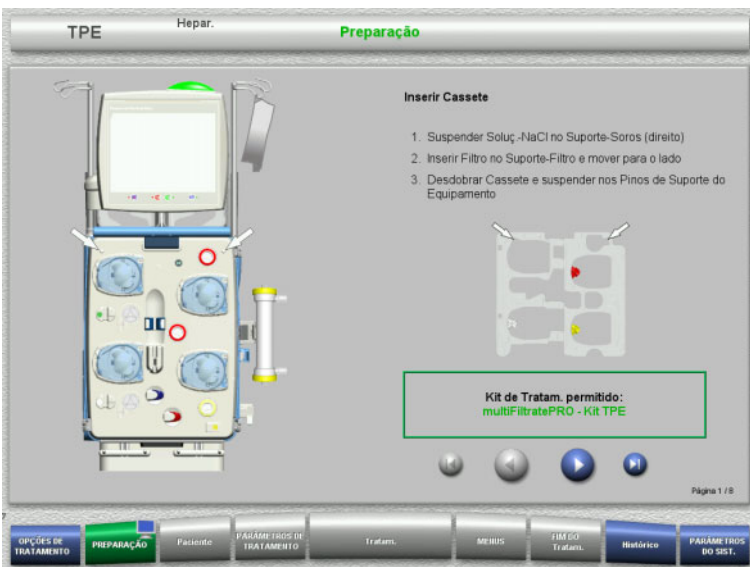 TPE
Hepar.
Preparação
Inserir Cassete
1. Suspender Soluç.-NaCl no Suporte-Soros (direito)
2. Inserir Filtro no Suporte-Filtro e mover para o lado
3. Desdobrar Cassete e suspender nos Pinos de Suporte do
Equipamento
Kit de Tratam. permitido:
multiFiltratePRO - Kit TPE
Página 1 / 8
OPÇÕES DE
TRATAMENTO
PREPARAÇÃO
Paciente
PARÂMETROS DE
TRATAMENTO
Tratam.
MENUS
FIM DO
Tratam.
Histórico
PARÂMETROS
DO SIST.